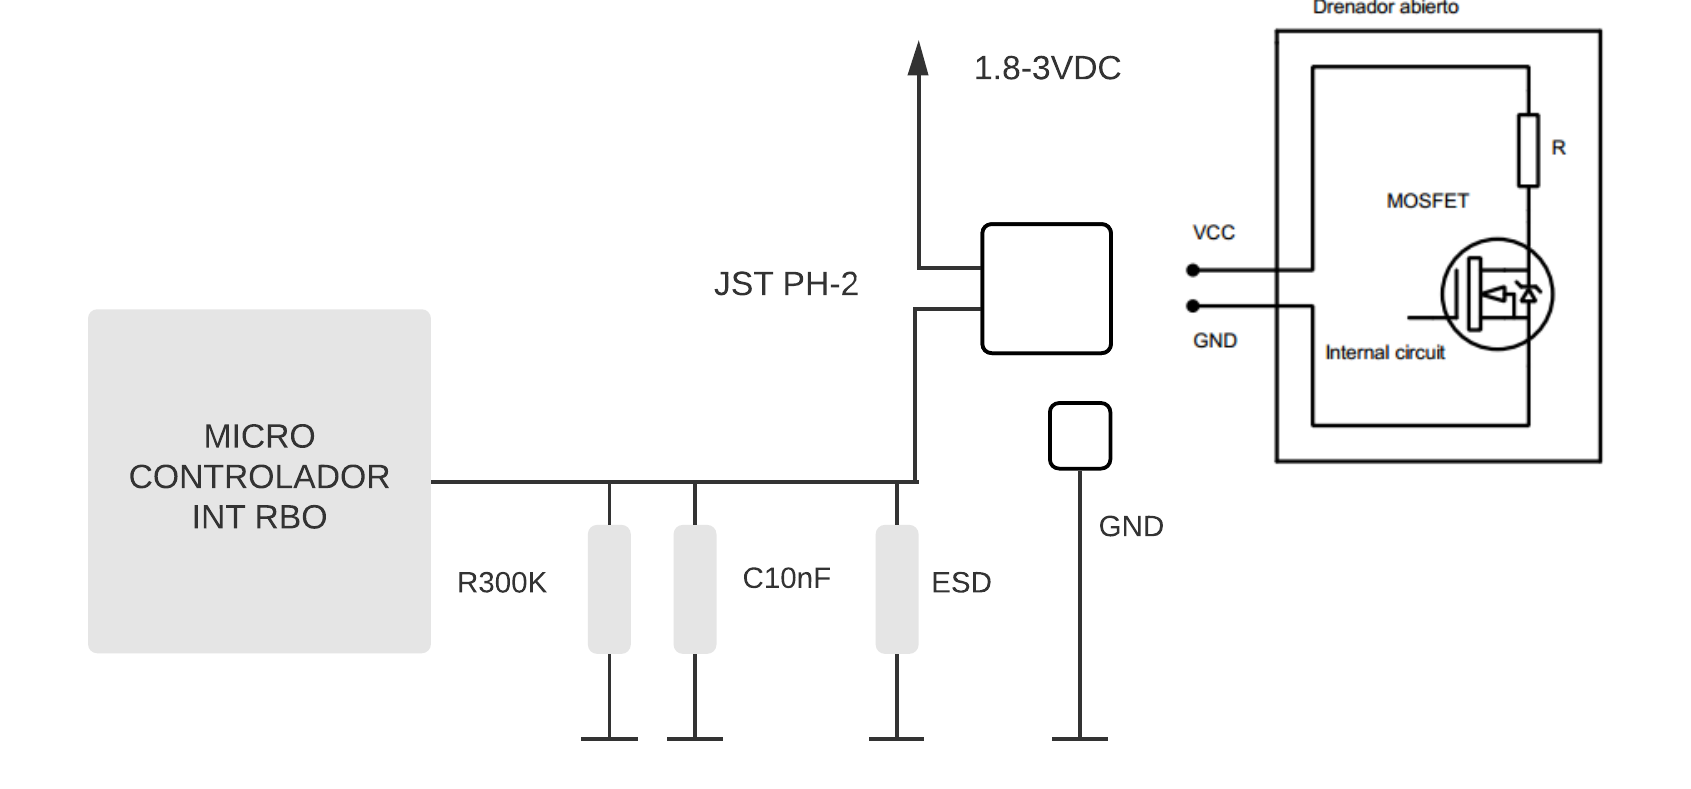 Drenador abierto
1.8-3VDC
R
MOSFET
VCC
JST PH-2
GND
Internal circuit
MICRO
CONTROLADOR
INT RBO
GND
R300K
C10nF
ESD